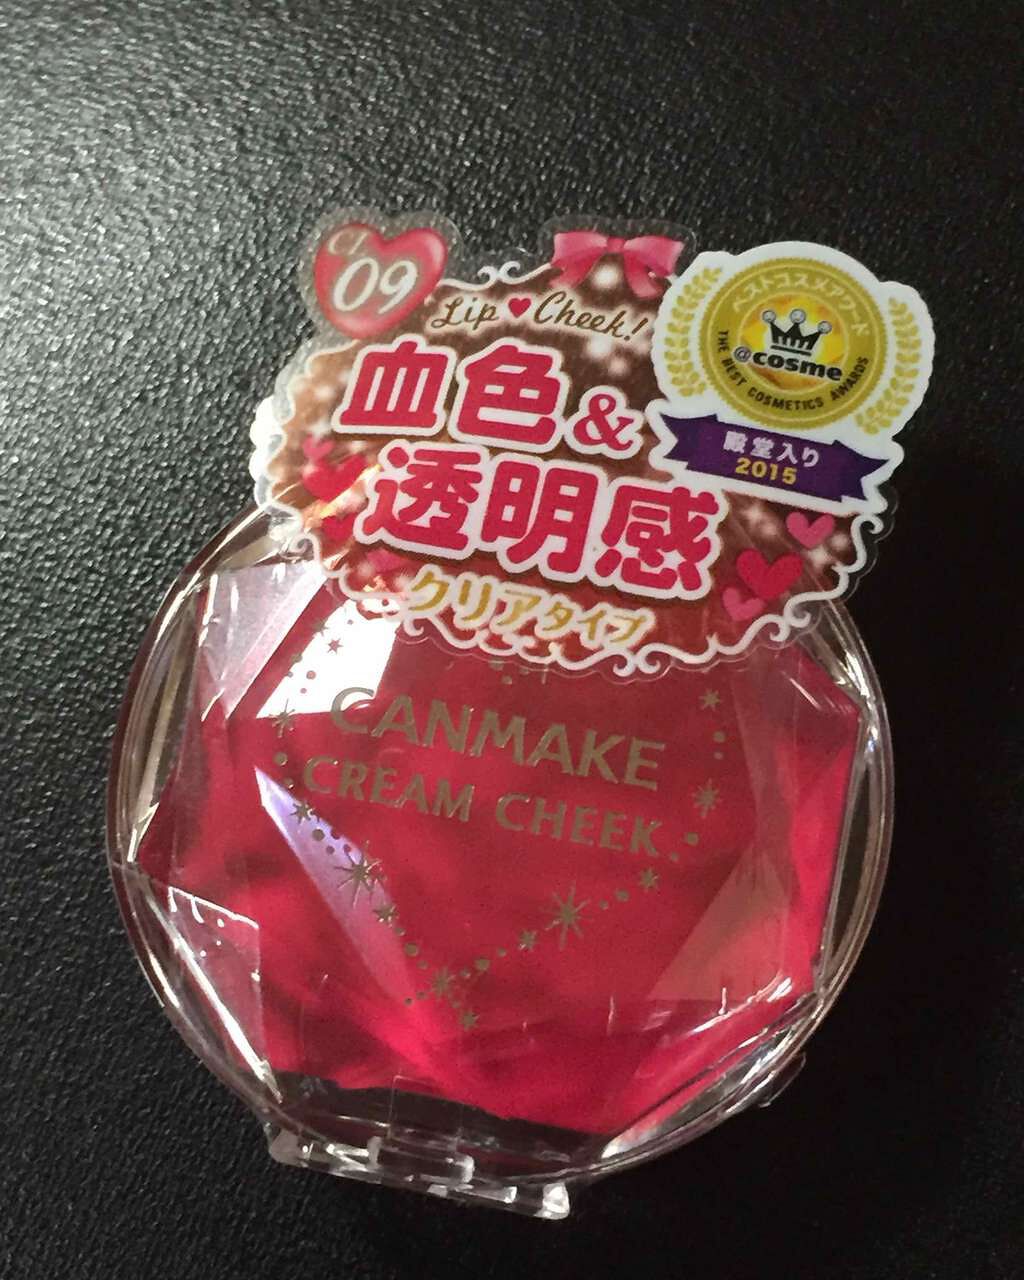 CL
09
Lip♥Cheek!
血色&
透明感
クリアタイプ
ベストコスメアワード
@cosme
THE BEST COSMETICS AWARDS
殿堂入り
2015
CANMAKE
CREAM CHEEK